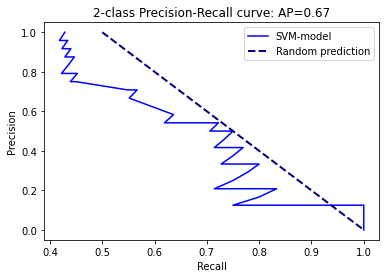 2-class Precision-Recall curve: AP=0.67
SVM-model
Random prediction
Precision
1.0
0.8
0.6
0.4
0.2
0.0
0.4 0.5 0.6 0.7 0.8 0.9 1.0
Recall